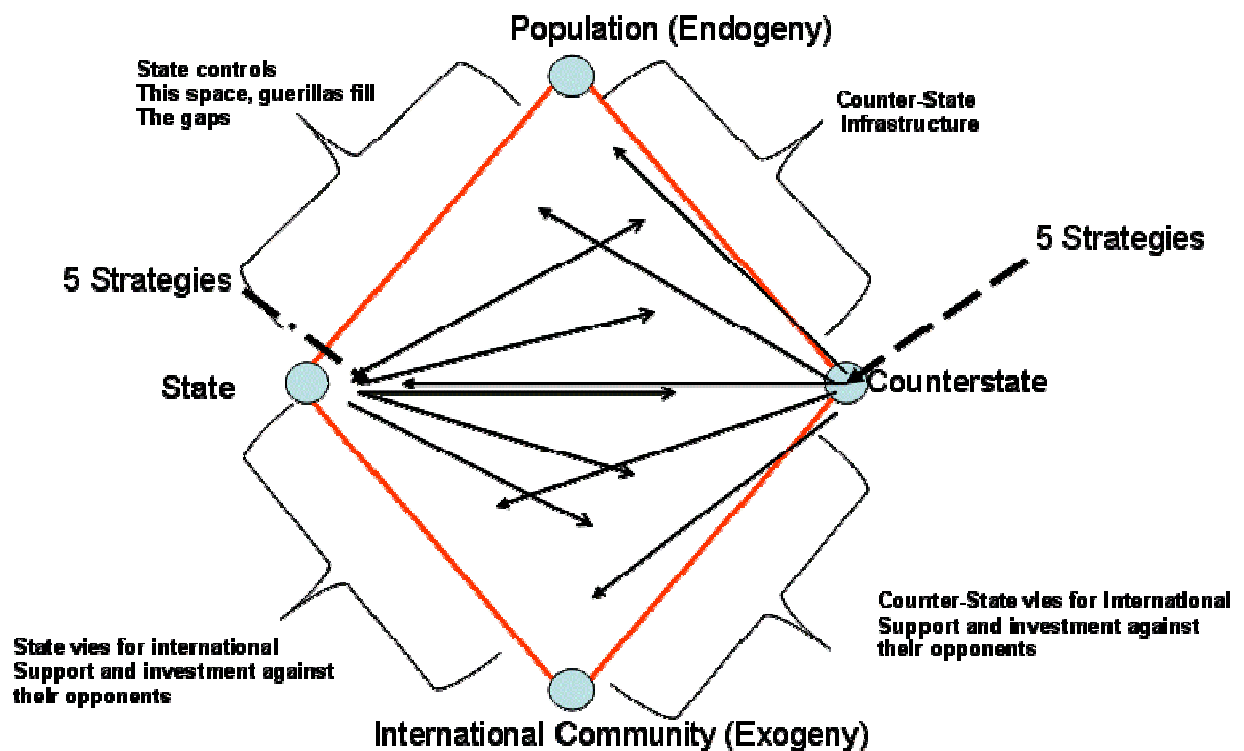 Population (Endogeny)
State controls
This space, guerillas fill
The gaps
Counter-State
Infrastructure
5 Strategies
5 Strategies
State
Counterstate
State vies for international
Support and investment against
their opponents
Counter-State vies for International
Support and investment against
their opponents
International Community (Exogeny)